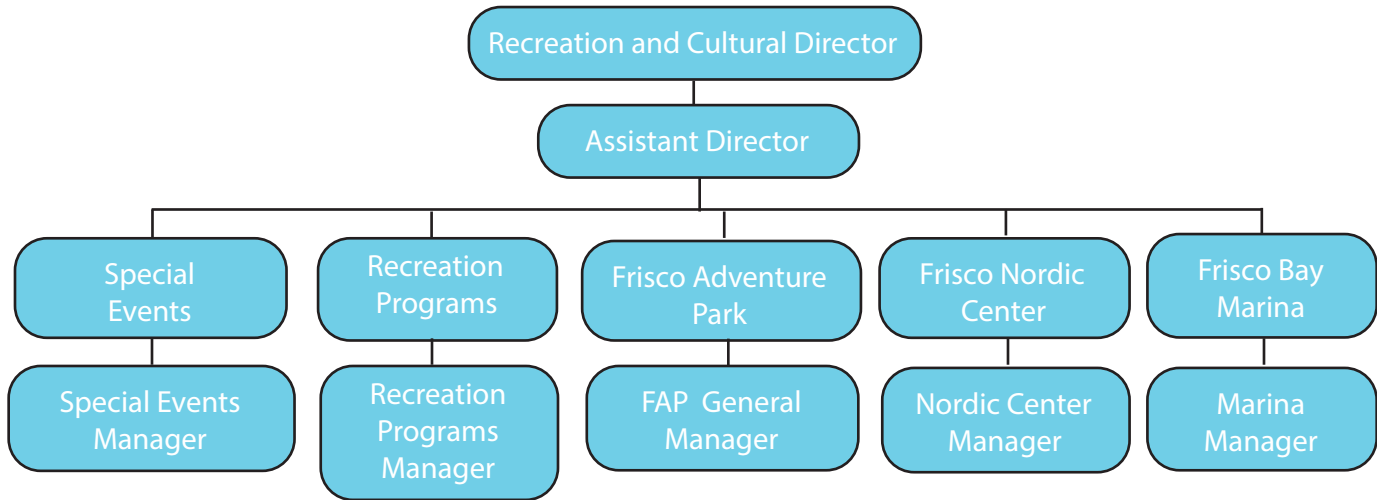 Recreation and Cultural Director
Assistant Director
Special
Events
Recreation
Programs
Frisco Adventure
Park
Frisco Nordic
Center
Frisco Bay
Marina
Special Events
Manager
Recreation
Programs
Manager
FAP General
Manager
Nordic Center
Manager
Marina
Manager